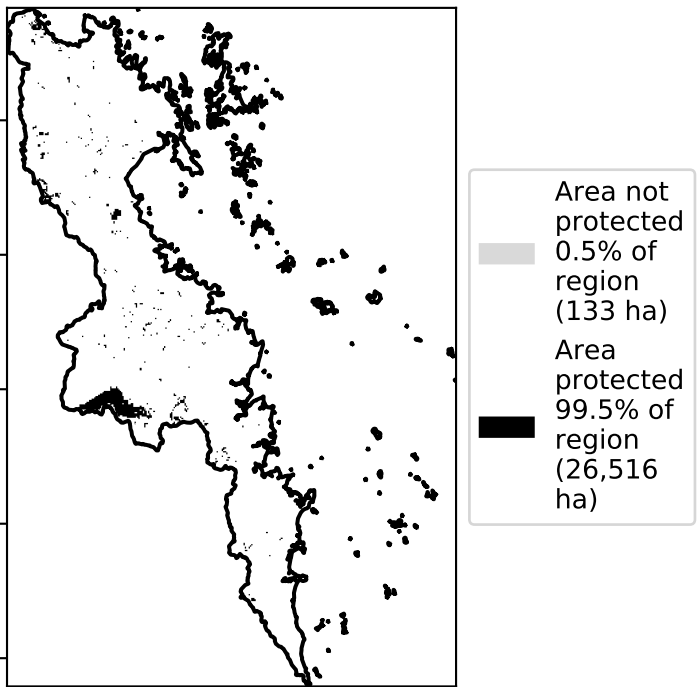 Area not
protected
0.5% of
region
(133 ha)
Area
protected
99.5% of
region
(26,516
ha)